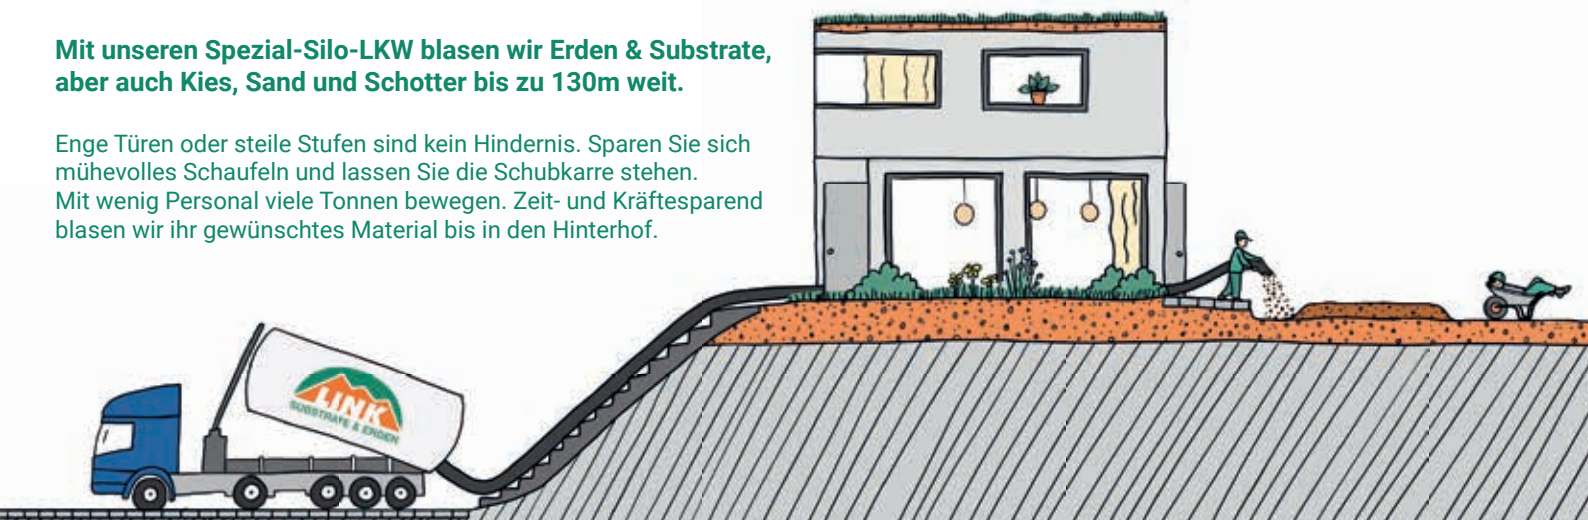 Mit unseren Spezial-Silo-LKW blasen wir Erden & Substrate,
aber auch Kies, Sand und Schotter bis zu 130m weit.
Enge Türen oder steile Stufen sind kein Hindernis. Sparen Sie sich
mühevolles Schaufeln und lassen Sie die Schubkarre stehen.
Mit wenig Personal viele Tonnen bewegen. Zeit- und Kräftesparend
blasen wir ihr gewünschtes Material bis in den Hinterhof.
LINK
SUBSTRATE & ERDEN